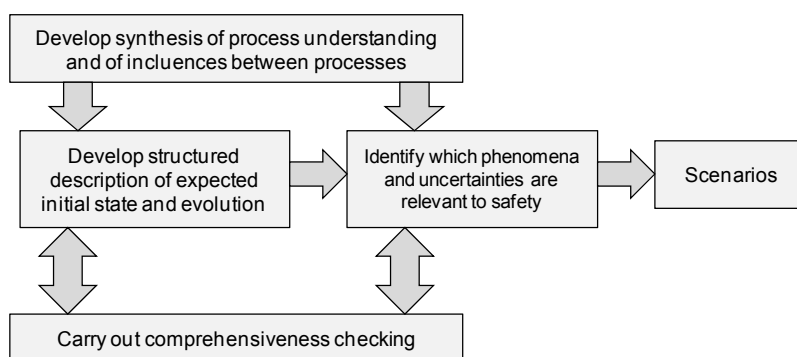 Develop synthesis of process understanding
and of incluences between processes
Develop structured
description of expected
initial state and evolution
Identify which phenomena
and uncertainties are
relevant to safety
Scenarios
Carry out comprehensiveness checking